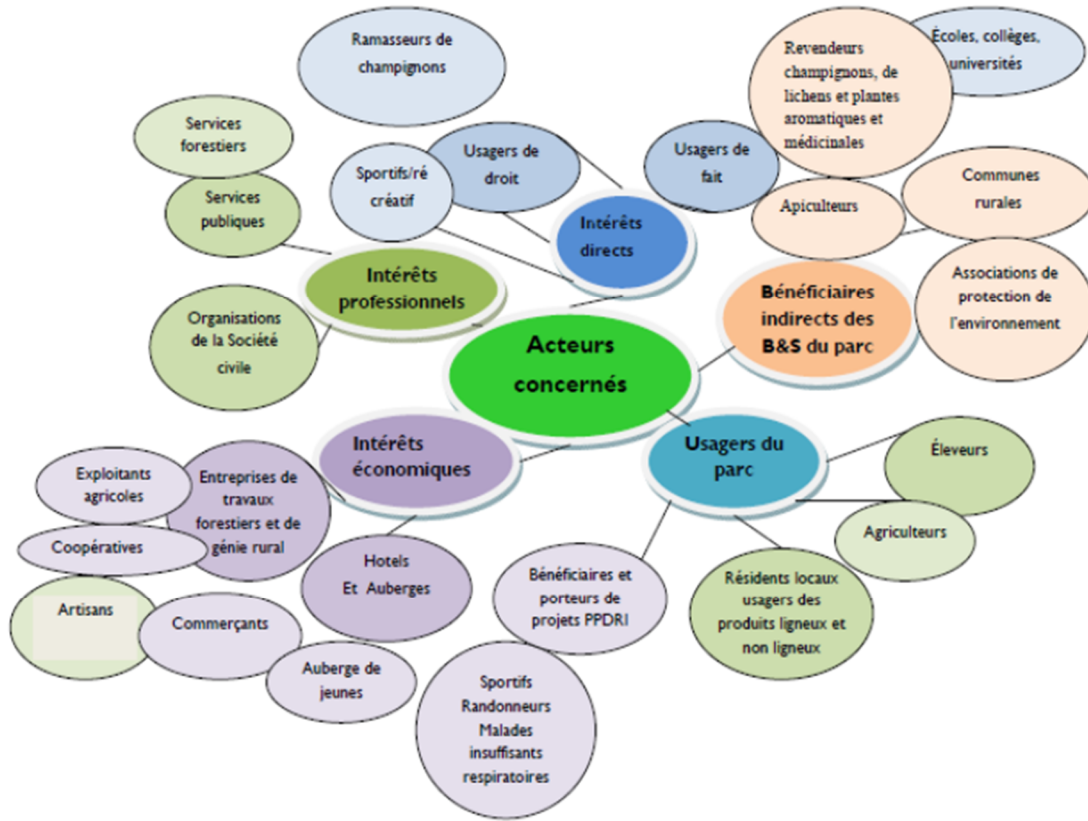 Ramasseurs de
champignons
Revendeurs
champignons, de
lichens et plantes
aromatiques et
médicinales
Écoles, collèges,
universités
Services
forestiers
Services
publiques
Sportifs/ré
créatif
Usagers de
droit
Usagers de
fait
Apiculteurs
Communes
rurales
Intérêts
directs
Intérêts
professionnels
Organisations
de la Société
civile
Bénéficiaires
indirects des
B&S du parc
Associations de
protection de
l'environnement
Acteurs
concernés
Intérêts
économiques
Usagers du
parc
Éleveurs
Agriculteurs
Exploitants
agricoles
Entreprises de
travaux
forestiers et de
génie rural
Coopératives
Artisans
Commerçants
Hotels
Et Auberges
Auberge de
jeunes
Bénéficiaires et
porteurs de
projets PPDRI
Résidents locaux
usagers des
produits ligneux et
non ligneux
Sportifs
Randonneurs
Malades
insuffisants
respiratoires